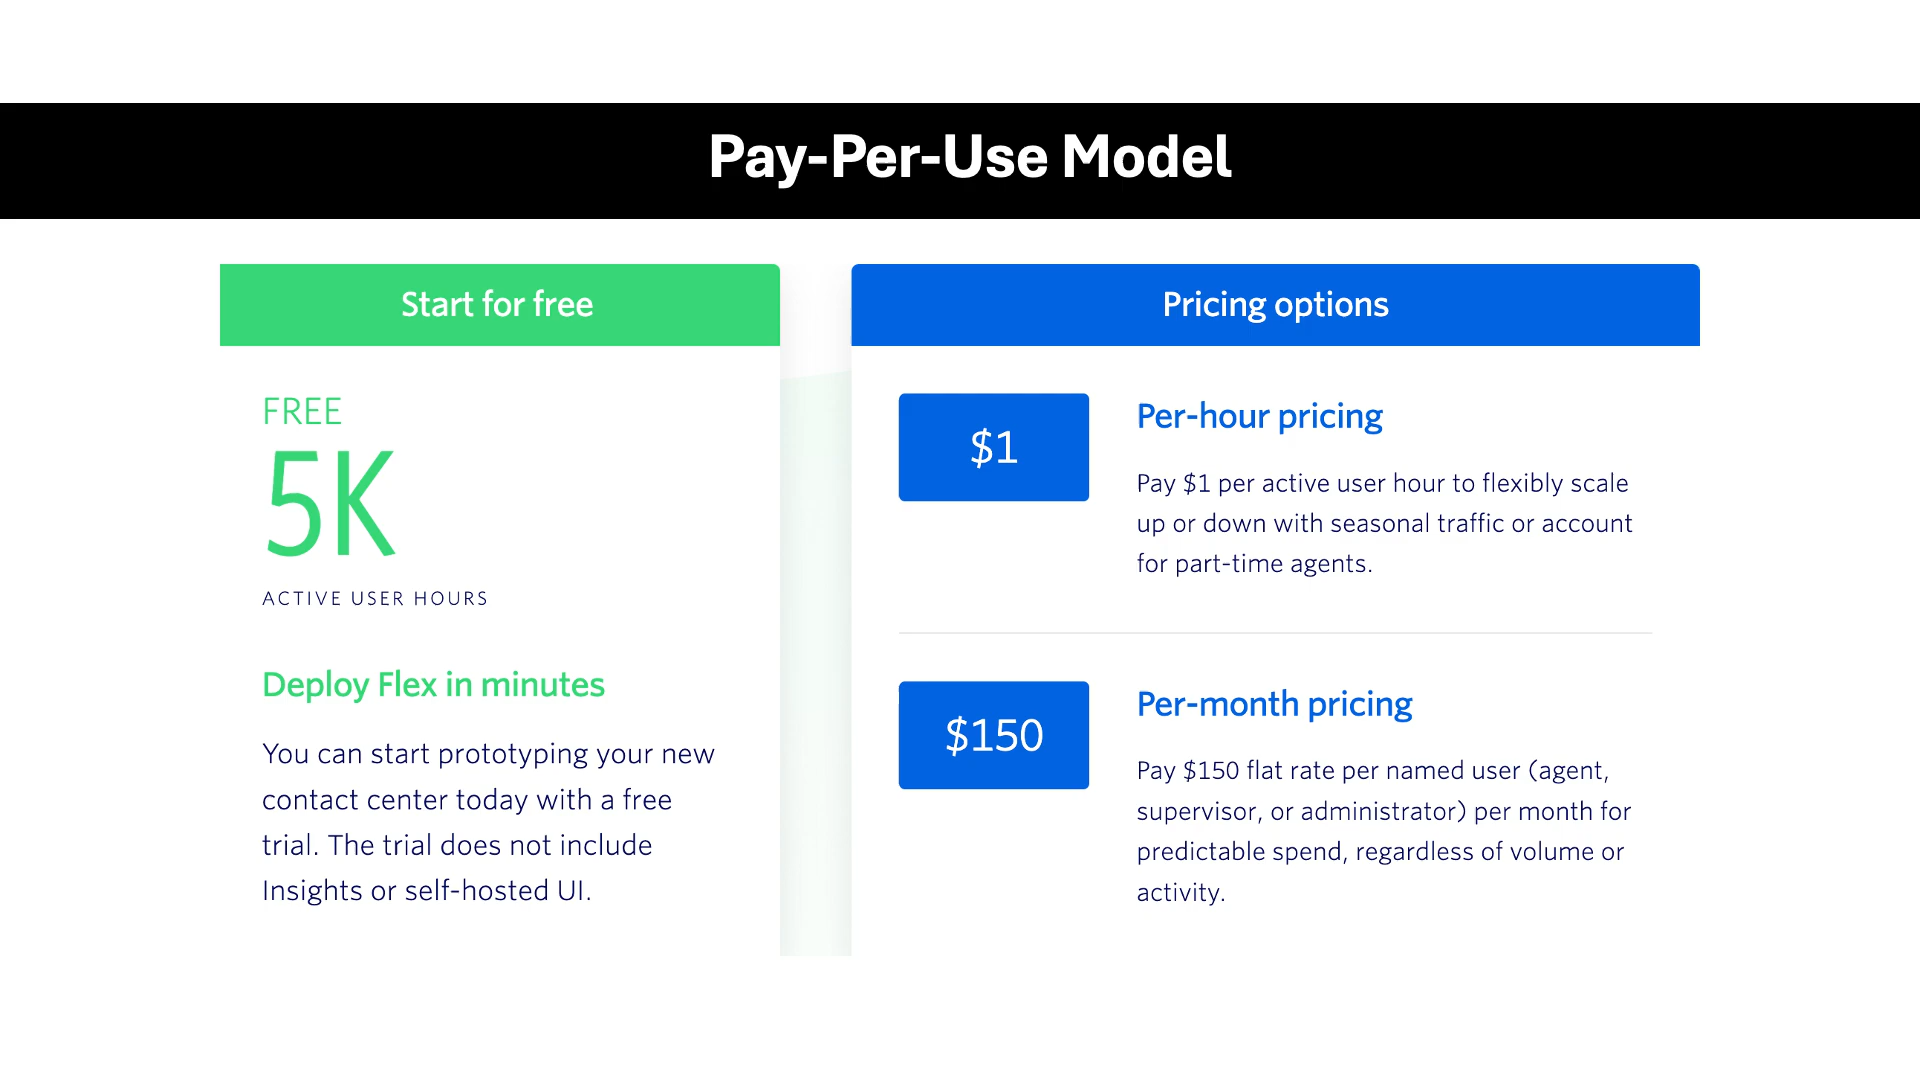 Pay-Per-Use Model
Start for free
FREE
5K
ACTIVE USER HOURS
Deploy Flex in minutes
You can start prototyping your new
contact center today with a free
trial. The trial does not include
Insights or self-hosted UI.
Pricing options
$1
Per-hour pricing
Pay $1 per active user hour to flexibly scale
up or down with seasonal traffic or account
for part-time agents.
$150
Per-month pricing
Pay $150 flat rate per named user (agent,
supervisor, or administrator) per month for
predictable spend, regardless of volume or
activity.